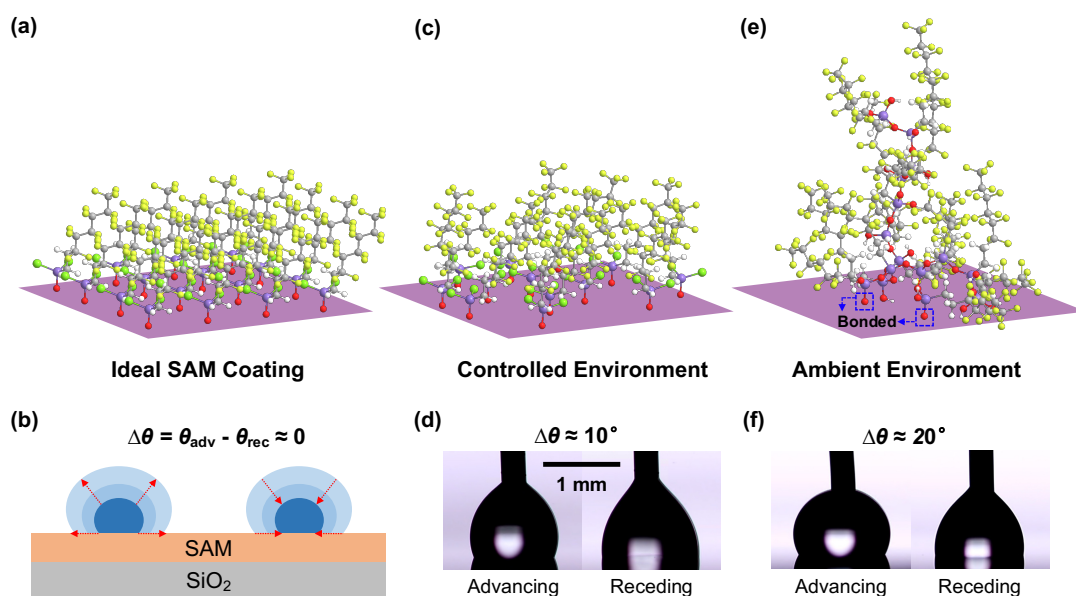 (a)
(c)
(e)
Bonded
Ideal SAM Coating
Controlled Environment
Ambient Environment
(b)
Δθ = θadv - θrec ≈ 0
SAM
SiO₂
(d)
Δθ ≈ 10°
1 mm
Advancing
Receding
(f)
Δθ ≈ 20°
Advancing
Receding